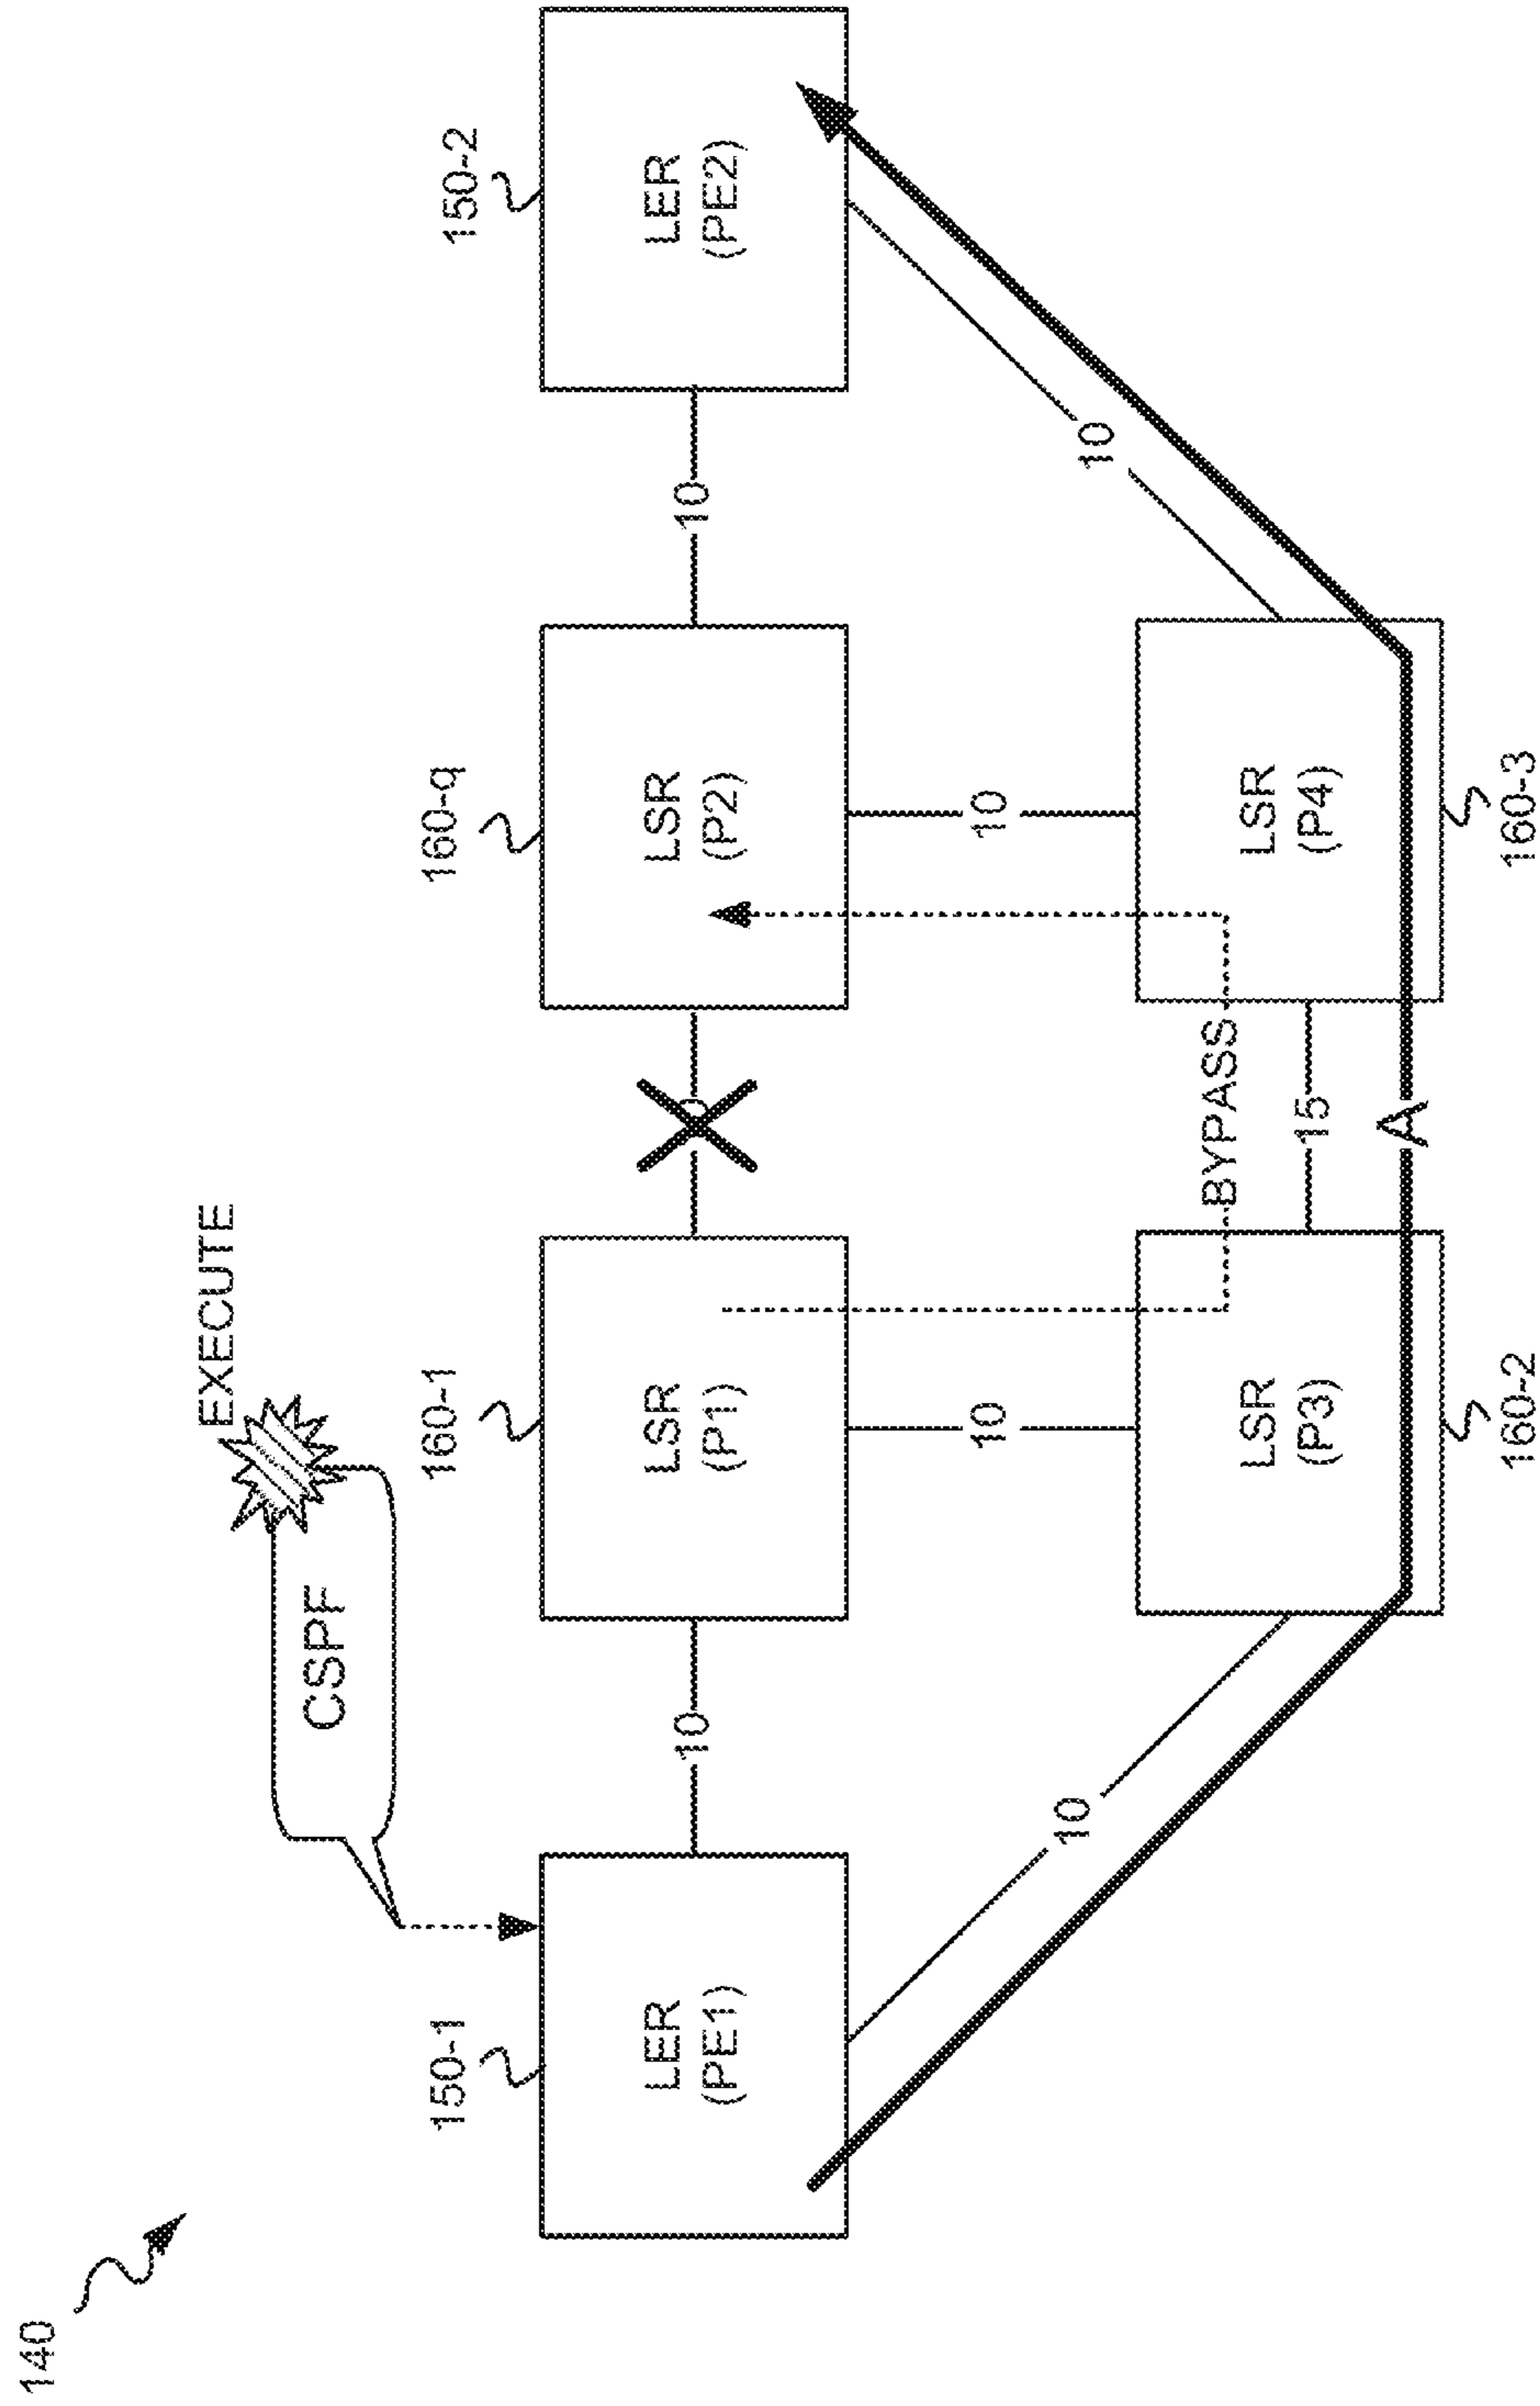 140
EXECUTE
CSPF
150-1
160-1
160-q
150-2
LER
(PE1)
10
LSR
(P1)
LSR
(P2)
10
LER
(PE2)
10
10
10
10
BYPASS
LSR
(P3)
15
LSR
(P4)
A
160-2
160-3